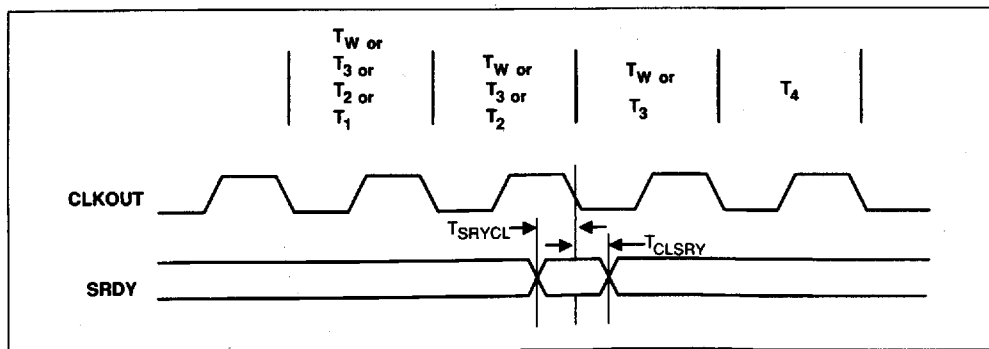 TW or
T3 or
T2 or
T1
TW or
T3 or
T2
TW or
T3
T4
CLKOUT
TSRYCL
TCLSRY
SRDY